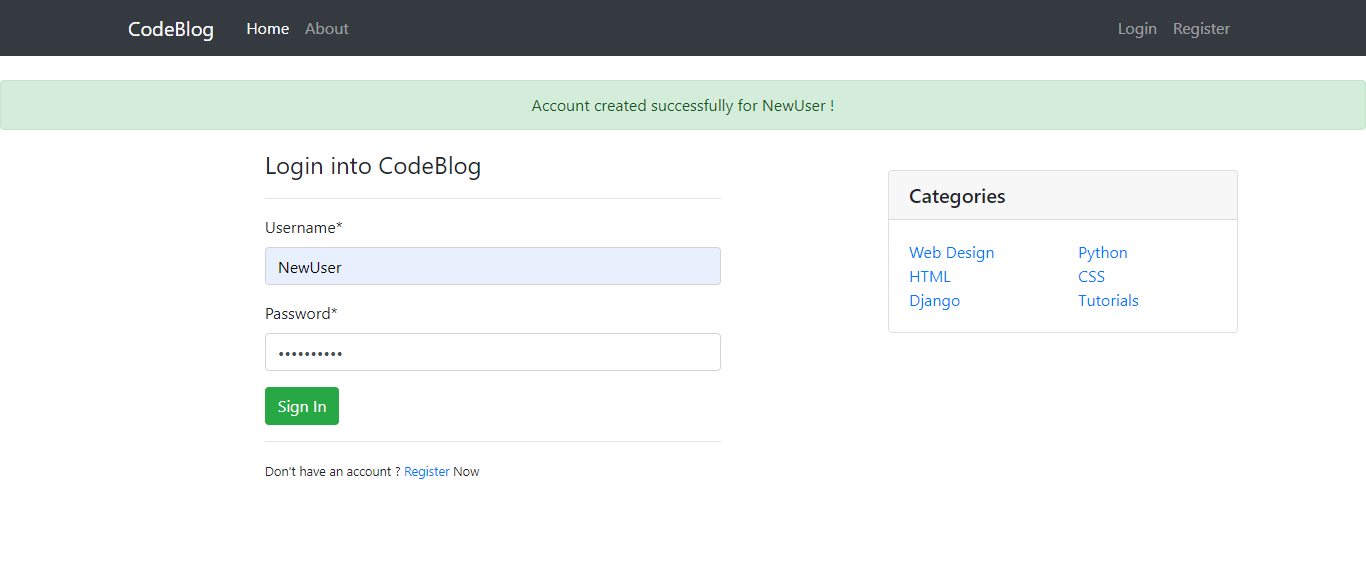 CodeBlog Home About Login Register
Account created successfully for NewUser !
Login into CodeBlog
Username*
NewUser
Password*
••••••••••
Sign In
Don't have an account ? Register Now
Categories
Web Design Python
HTML CSS
Django Tutorials